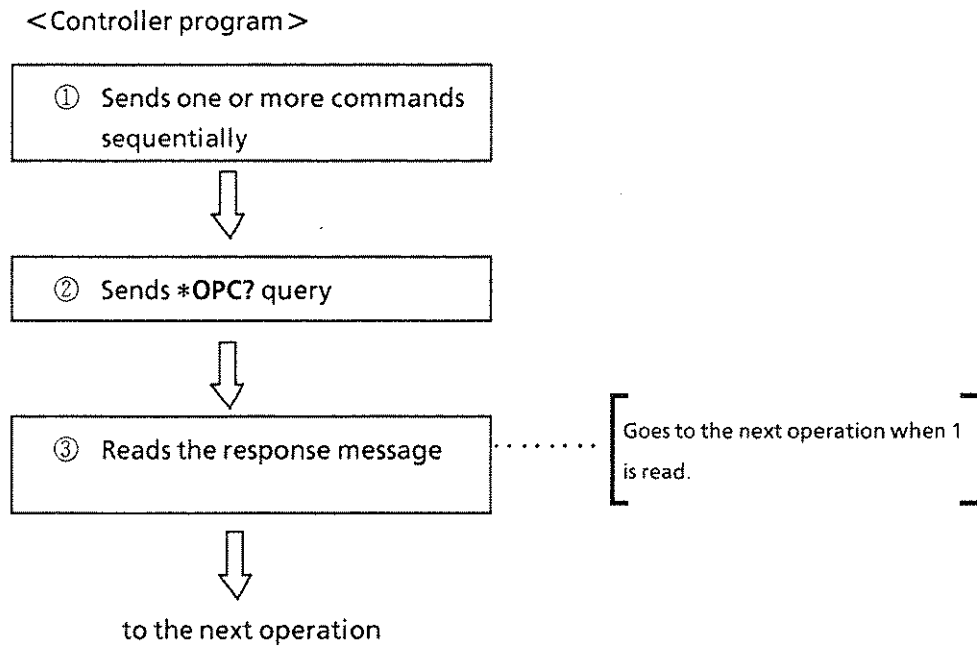 <Controller program>
① Sends one or more commands
sequentially
② Sends *OPC? query
③ Reads the response message
Goes to the next operation when 1
is read.
to the next operation